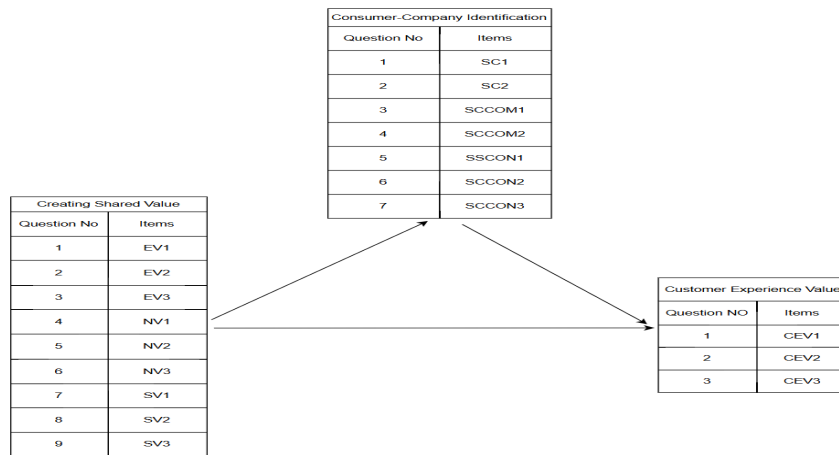 Consumer-Company Identification
Question No Items
1 SC1
2 SC2
3 SCCOM1
4 SCCOM2
5 SSCON1
6 SCCON2
7 SCCON3
Creating Shared Value
Question No Items
1 EV1
2 EV2
3 EV3
4 NV1
5 NV2
6 NV3
7 SV1
8 SV2
9 SV3
Customer Experience Value
Question NO Items
1 CEV1
2 CEV2
3 CEV3